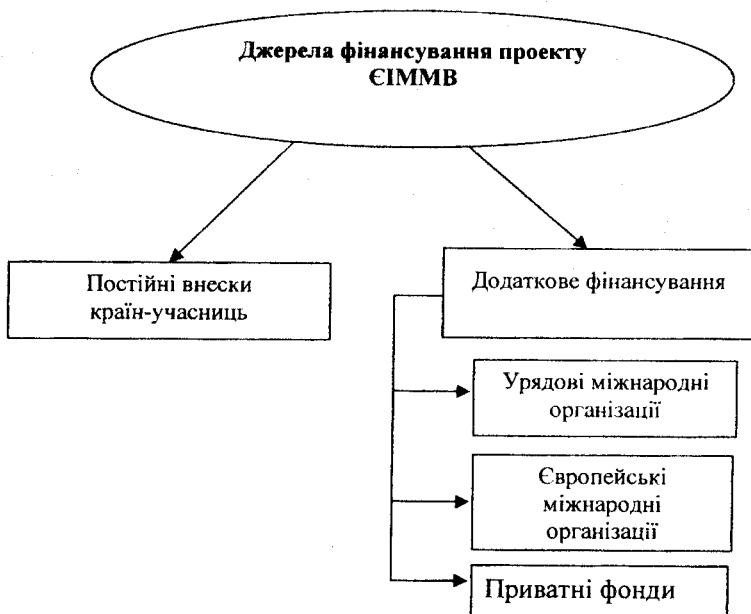 Джерела фінансування проекту
ЄІММВ
Постійні внески
країн-учасниць
Додаткове фінансування
Урядові міжнародні
організації
Європейські
міжнародні
організації
Приватні фонди